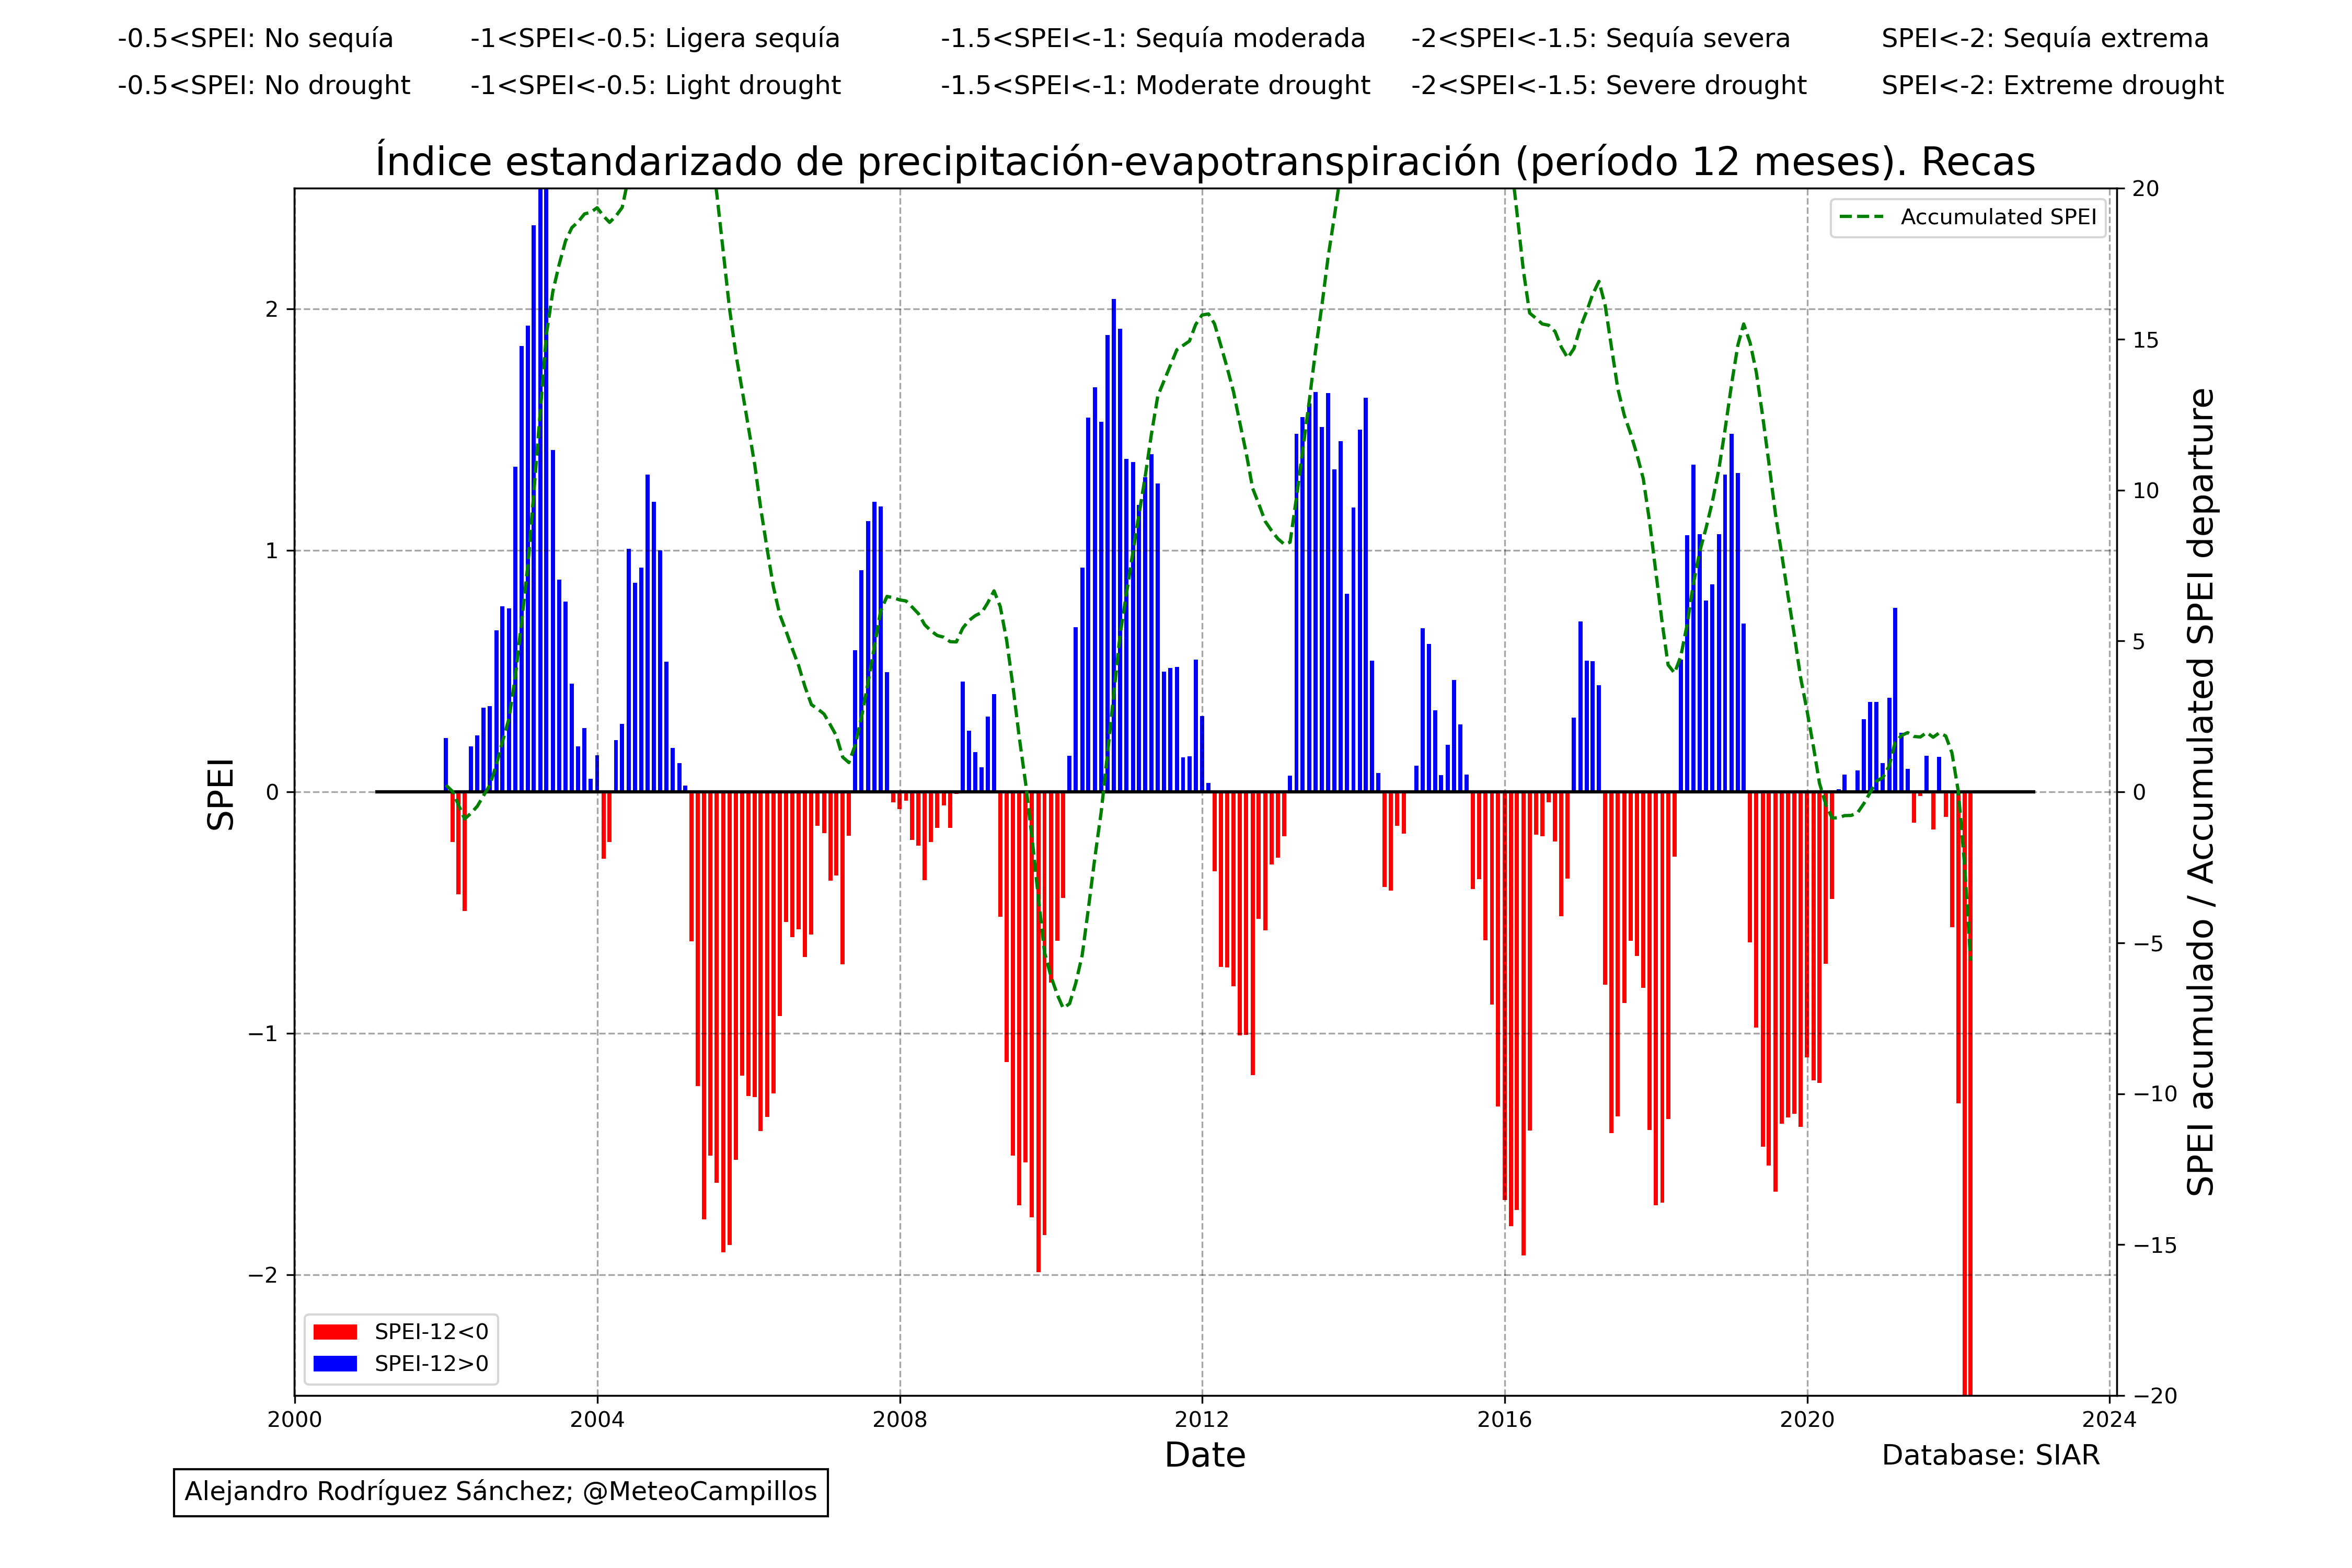 -0.5<SPEI: No sequía -1<SPEI<-0.5: Ligera sequía -1.5<SPEI<-1: Sequía moderada -2<SPEI<-1.5: Sequía severa SPEI<-2: Sequía extrema
-0.5<SPEI: No drought -1<SPEI<-0.5: Light drought -1.5<SPEI<-1: Moderate drought -2<SPEI<-1.5: Severe drought SPEI<-2: Extreme drought
Índice estandarizado de precipitación-evapotranspiración (período 12 meses). Recas
Accumulated SPEI
SPEI
2
1
0
−1
−2
20
15
10
5
0
−5
−10
−15
−20
SPEI acumulado / Accumulated SPEI departure
SPEI-12<0
SPEI-12>0
2000 2004 2008 2012 2016 2020 2024
Date
Database: SIAR
Alejandro Rodríguez Sánchez; @MeteoCampillos